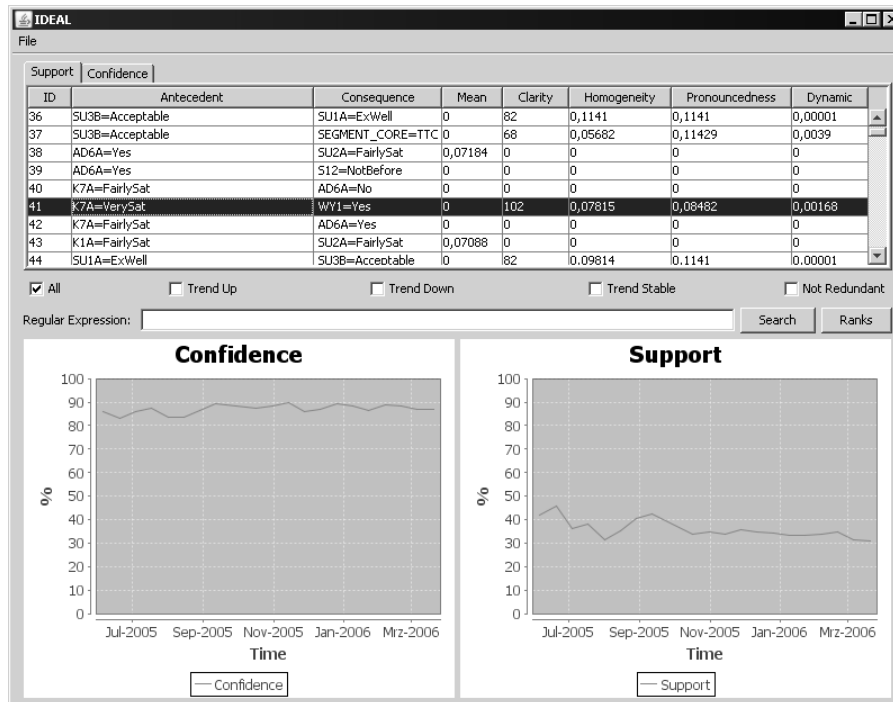 IDEAL
File
Support Confidence
ID Antecedent Consequence Mean Clarity Homogeneity Pronouncedness Dynamic
36 SU3B=Acceptable SU1A=ExWell 0 82 0,1141 0,1141 0,00001
37 SU3B=Acceptable SEGMENT_CORE=TTC 0 68 0,05682 0,11429 0,0039
38 AD6A=Yes SU2A=FairlySat 0,07184 0 0 0 0
39 AD6A=Yes S12=NotBefore 0 0 0 0 0
40 K7A=FairlySat AD6A=No 0 0 0 0 0
41 K7A=VerySat WY1=Yes 0 102 0,07815 0,08482 0,00168
42 K7A=FairlySat AD6A=Yes 0 0 0 0 0
43 K1A=FairlySat SU2A=FairlySat 0,07088 0 0 0 0
44 SU1A=ExWell SU3B=Acceptable 0 82 0.09814 0.1141 0.00001
All Trend Up Trend Down Trend Stable Not Redundant
Regular Expression: Search Ranks
Confidence
100
90
80
70
60
50
40
30
20
10
0
%
Jul-2005 Sep-2005 Nov-2005 Jan-2006 Mrz-2006
Time
Confidence
Support
100
90
80
70
60
50
40
30
20
10
0
%
Jul-2005 Sep-2005 Nov-2005 Jan-2006 Mrz-2006
Time
Support